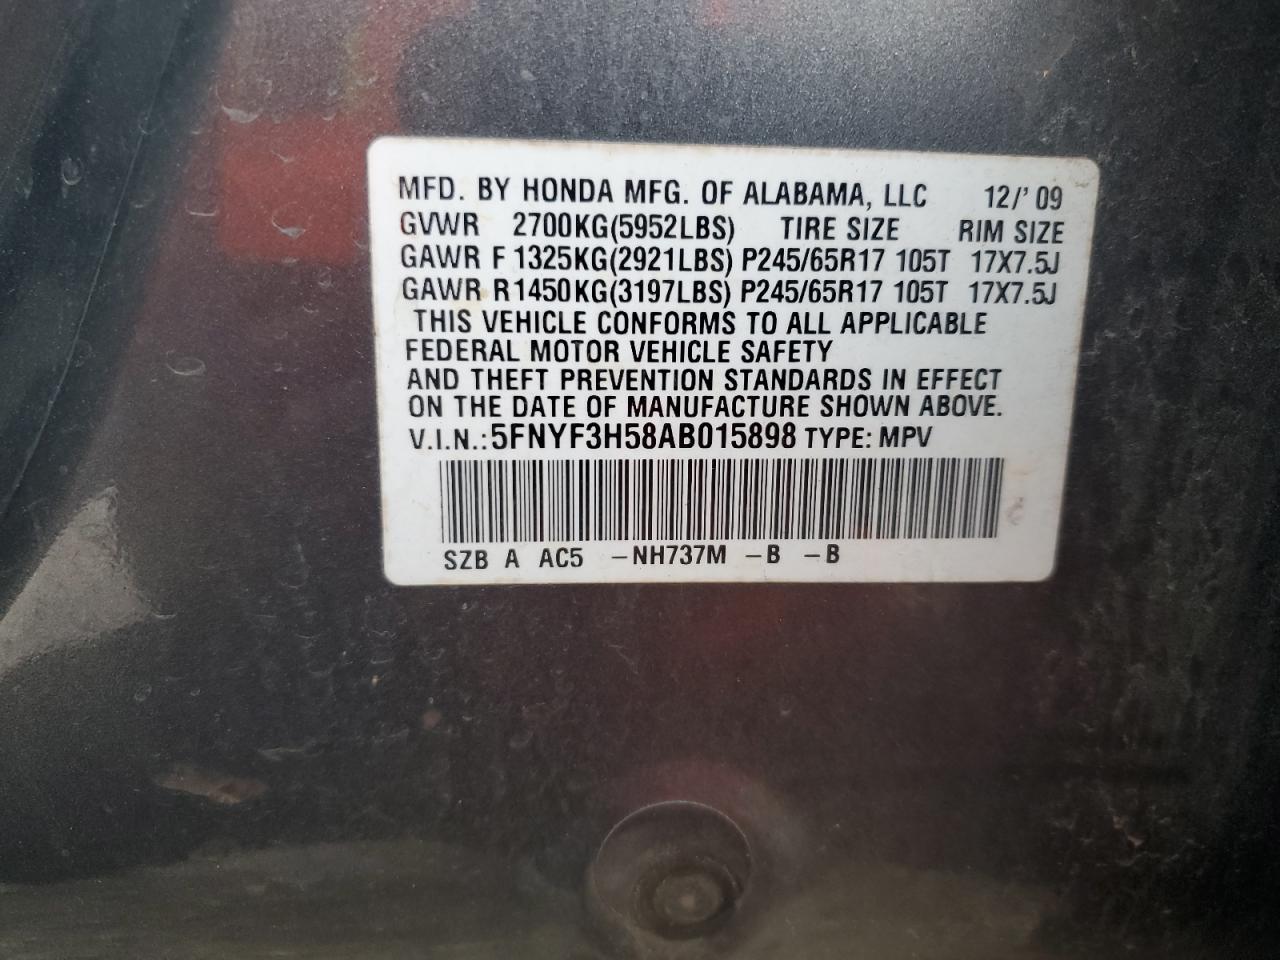 MFD. BY HONDA MFG. OF ALABAMA, LLC 12/'09
GVWR 2700KG(5952LBS) TIRE SIZE RIM SIZE
GAWR F 1325KG(2921LBS) P245/65R17 105T 17X7.5J
GAWR R 1450KG(3197LBS) P245/65R17 105T 17X7.5J
THIS VEHICLE CONFORMS TO ALL APPLICABLE
FEDERAL MOTOR VEHICLE SAFETY
AND THEFT PREVENTION STANDARDS IN EFFECT
ON THE DATE OF MANUFACTURE SHOWN ABOVE.
V.I.N.: 5FNYF3H58AB015898 TYPE: MPV
SZB A AC5 -NH737M -B -B